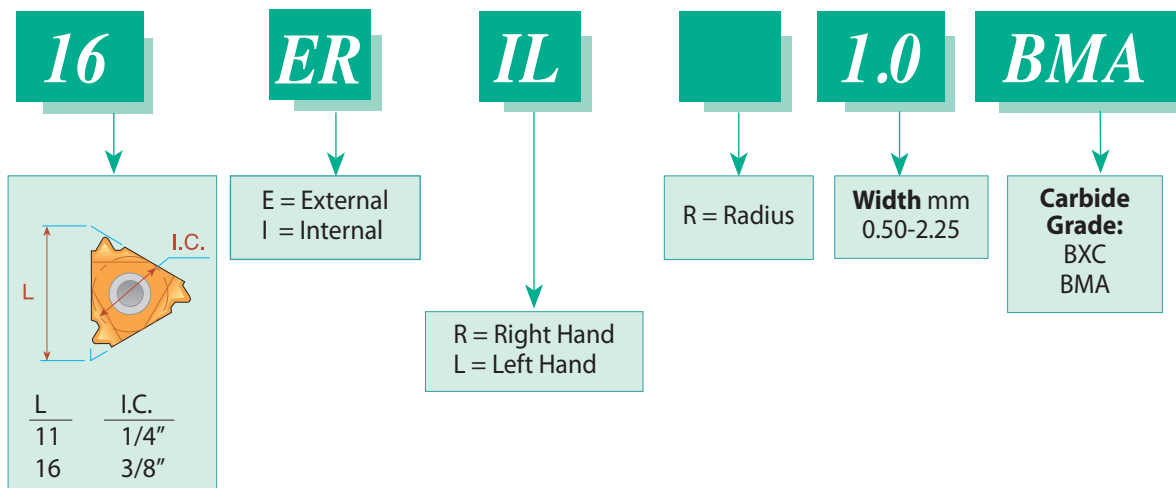 16 ER IL 1.0 BMA
L
I.C.
L I.C.
11 1/4″
16 3/8″
E = External
I = Internal
R = Right Hand
L = Left Hand
R = Radius
Width mm
0.50-2.25
Carbide
Grade:
BXC
BMA